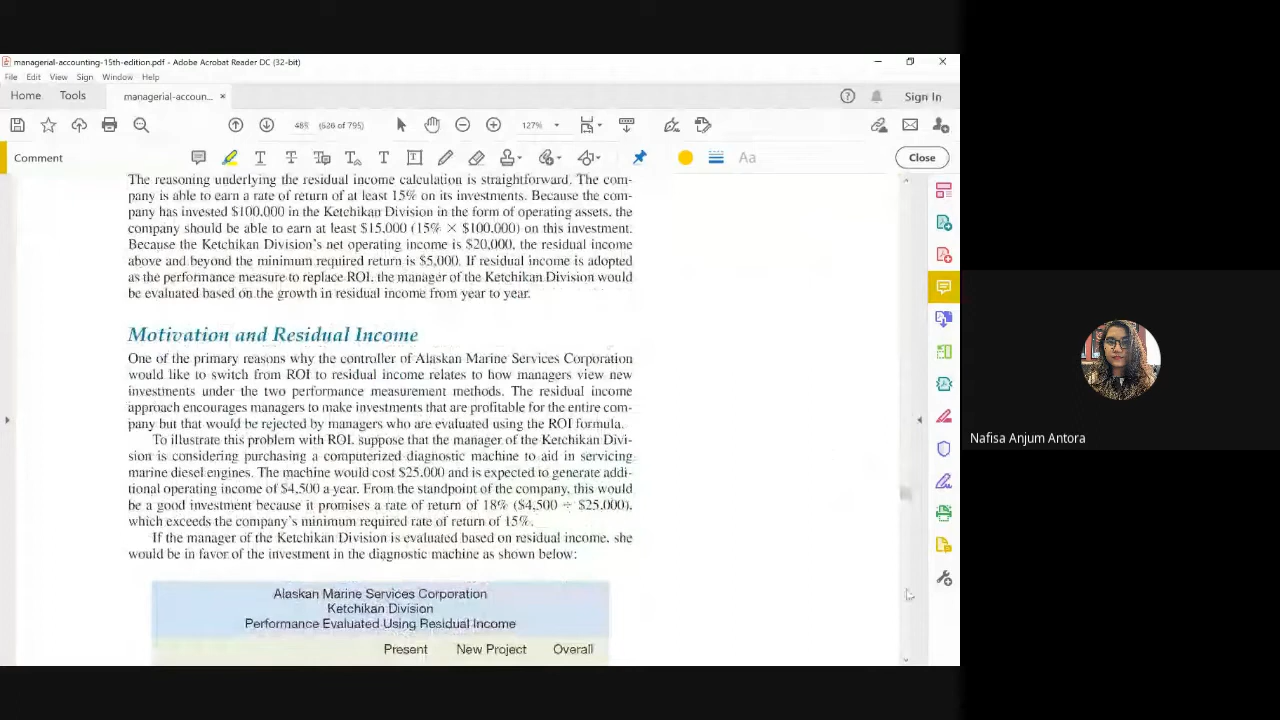 managerial-accounting-15th-edition.pdf - Adobe Acrobat Reader DC (32-bit)
File Edit View Sign Window Help
Home Tools managerial-accoun... × Sign In
485 (526 of 795) 127%
Comment Aa Close
The reasoning underlying the residual income calculation is straightforward. The com-
pany is able to earn a rate of return of at least 15% on its investments. Because the com-
pany has invested $100,000 in the Ketchikan Division in the form of operating assets, the
company should be able to earn at least $15,000 (15% × $100,000) on this investment.
Because the Ketchikan Division's net operating income is $20,000, the residual income
above and beyond the minimum required return is $5,000. If residual income is adopted
as the performance measure to replace ROI, the manager of the Ketchikan Division would
be evaluated based on the growth in residual income from year to year.
Motivation and Residual Income
One of the primary reasons why the controller of Alaskan Marine Services Corporation
would like to switch from ROI to residual income relates to how managers view new
investments under the two performance measurement methods. The residual income
approach encourages managers to make investments that are profitable for the entire com-
pany but that would be rejected by managers who are evaluated using the ROI formula.
To illustrate this problem with ROI, suppose that the manager of the Ketchikan Divi-
sion is considering purchasing a computerized diagnostic machine to aid in servicing
marine diesel engines. The machine would cost $25,000 and is expected to generate addi-
tional operating income of $4,500 a year. From the standpoint of the company, this would
be a good investment because it promises a rate of return of 18% ($4,500 ÷ $25,000),
which exceeds the company's minimum required rate of return of 15%.
If the manager of the Ketchikan Division is evaluated based on residual income, she
would be in favor of the investment in the diagnostic machine as shown below:
Alaskan Marine Services Corporation
Ketchikan Division
Performance Evaluated Using Residual Income
Present New Project Overall
Nafisa Anjum Antora